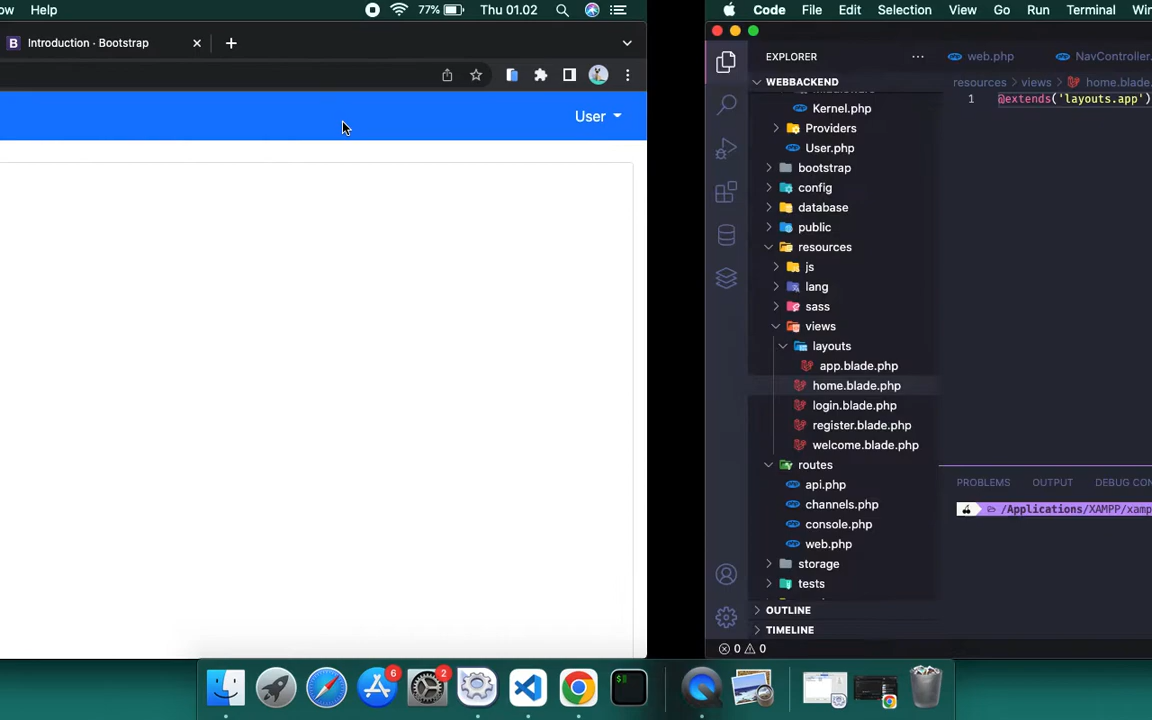 ow Help 77% Thu 01.02
Introduction · Bootstrap
User
Code File Edit Selection View Go Run Terminal
EXPLORER
WEBBACKEND
Kernel.php
Providers
User.php
bootstrap
config
database
public
resources
js
lang
sass
views
layouts
app.blade.php
home.blade.php
login.blade.php
register.blade.php
welcome.blade.php
routes
api.php
channels.php
console.php
web.php
storage
tests
OUTLINE
TIMELINE
0 0
web.php NavController.
resources › views › home.blade.
1 @extends('layouts.app')
PROBLEMS OUTPUT DEBUG CON
/Applications/XAMPP/xamp
6
2